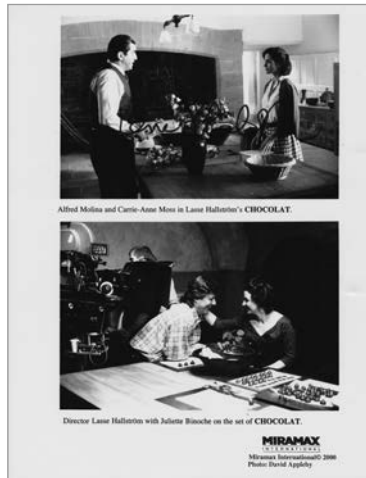 Alfred Molina and Carrie-Anne Moss in Lasse Hallström's CHOCOLAT.
Director Lasse Hallström with Juliette Binoche on the set of CHOCOLAT.
MIRAMAX
INTERNATIONAL
Miramax International© 2000
Photo: David Appleby